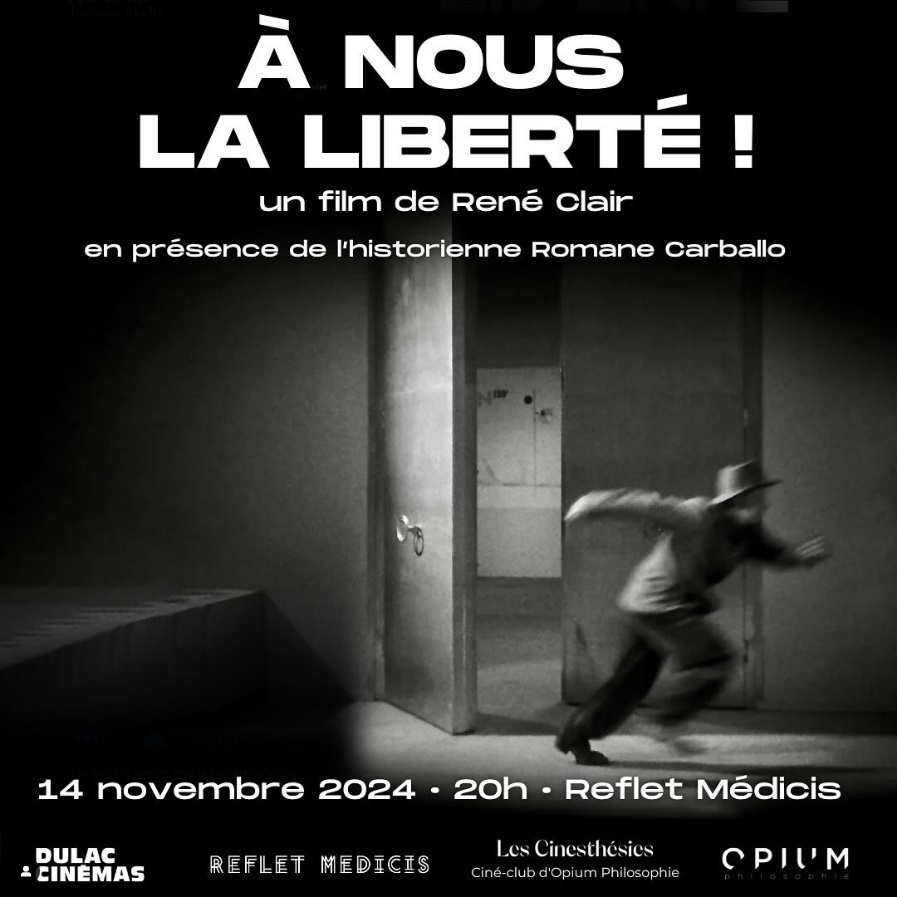 À NOUS
LA LIBERTÉ !
un film de René Clair
en présence de l'historienne Romane Carballo
14 novembre 2024 • 20h • Reflet Médicis
DULAC
CINÉMAS
REFLET MEDICIS
Les Cinesthésies
Ciné-club d'Opium Philosophie
OPIUM
philosophie